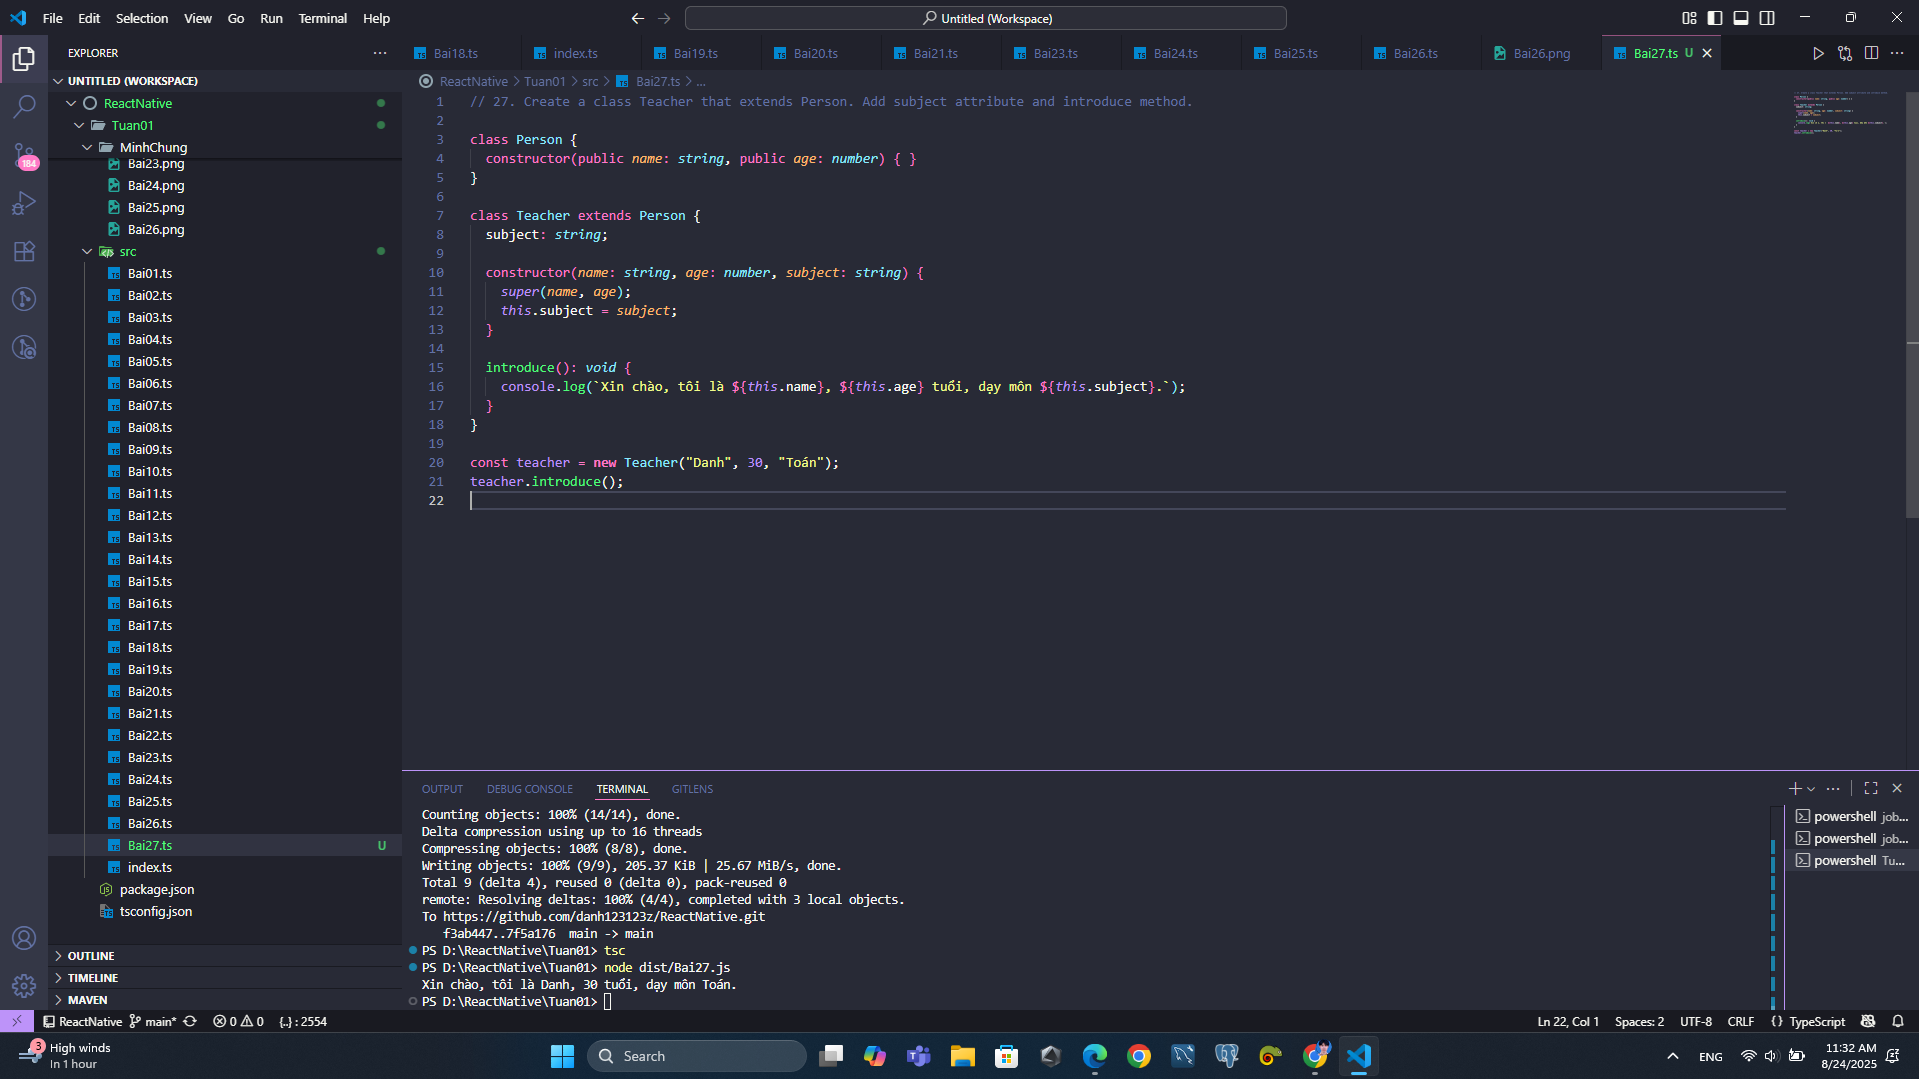 File Edit Selection View Go Run Terminal Help
Untitled (Workspace)
EXPLORER
UNTITLED (WORKSPACE)
ReactNative
Tuan01
MinhChung
Bai23.png
Bai24.png
Bai25.png
Bai26.png
src
Bai01.ts
Bai02.ts
Bai03.ts
Bai04.ts
Bai05.ts
Bai06.ts
Bai07.ts
Bai08.ts
Bai09.ts
Bai10.ts
Bai11.ts
Bai12.ts
Bai13.ts
Bai14.ts
Bai15.ts
Bai16.ts
Bai17.ts
Bai18.ts
Bai19.ts
Bai20.ts
Bai21.ts
Bai22.ts
Bai23.ts
Bai24.ts
Bai25.ts
Bai26.ts
Bai27.ts U
index.ts
package.json
tsconfig.json
OUTLINE
TIMELINE
MAVEN
184
Bai18.ts index.ts Bai19.ts Bai20.ts Bai21.ts Bai23.ts Bai24.ts Bai25.ts Bai26.ts Bai26.png Bai27.ts U
ReactNative > Tuan01 > src > Bai27.ts > ...
1 // 27. Create a class Teacher that extends Person. Add subject attribute and introduce method.
2
3 class Person {
4 constructor(public name: string, public age: number) { }
5 }
6
7 class Teacher extends Person {
8 subject: string;
9
10 constructor(name: string, age: number, subject: string) {
11 super(name, age);
12 this.subject = subject;
13 }
14
15 introduce(): void {
16 console.log(`Xin chào, tôi là ${this.name}, ${this.age} tuổi, dạy môn ${this.subject}.`);
17 }
18 }
19
20 const teacher = new Teacher("Danh", 30, "Toán");
21 teacher.introduce();
22
OUTPUT DEBUG CONSOLE TERMINAL GITLENS
Counting objects: 100% (14/14), done.
Delta compression using up to 16 threads
Compressing objects: 100% (8/8), done.
Writing objects: 100% (9/9), 205.37 KiB | 25.67 MiB/s, done.
Total 9 (delta 4), reused 0 (delta 0), pack-reused 0
remote: Resolving deltas: 100% (4/4), completed with 3 local objects.
To https://github.com/danh123123z/ReactNative.git
f3ab447..7f5a176 main -> main
PS D:\ReactNative\Tuan01> tsc
PS D:\ReactNative\Tuan01> node dist/Bai27.js
Xin chào, tôi là Danh, 30 tuổi, dạy môn Toán.
PS D:\ReactNative\Tuan01>
powershell job...
powershell job...
powershell Tu...
ReactNative main* 0 0 {..} : 2554
Ln 22, Col 1 Spaces: 2 UTF-8 CRLF {} TypeScript
3
High winds
In 1 hour
Search
ENG
11:32 AM
8/24/2025